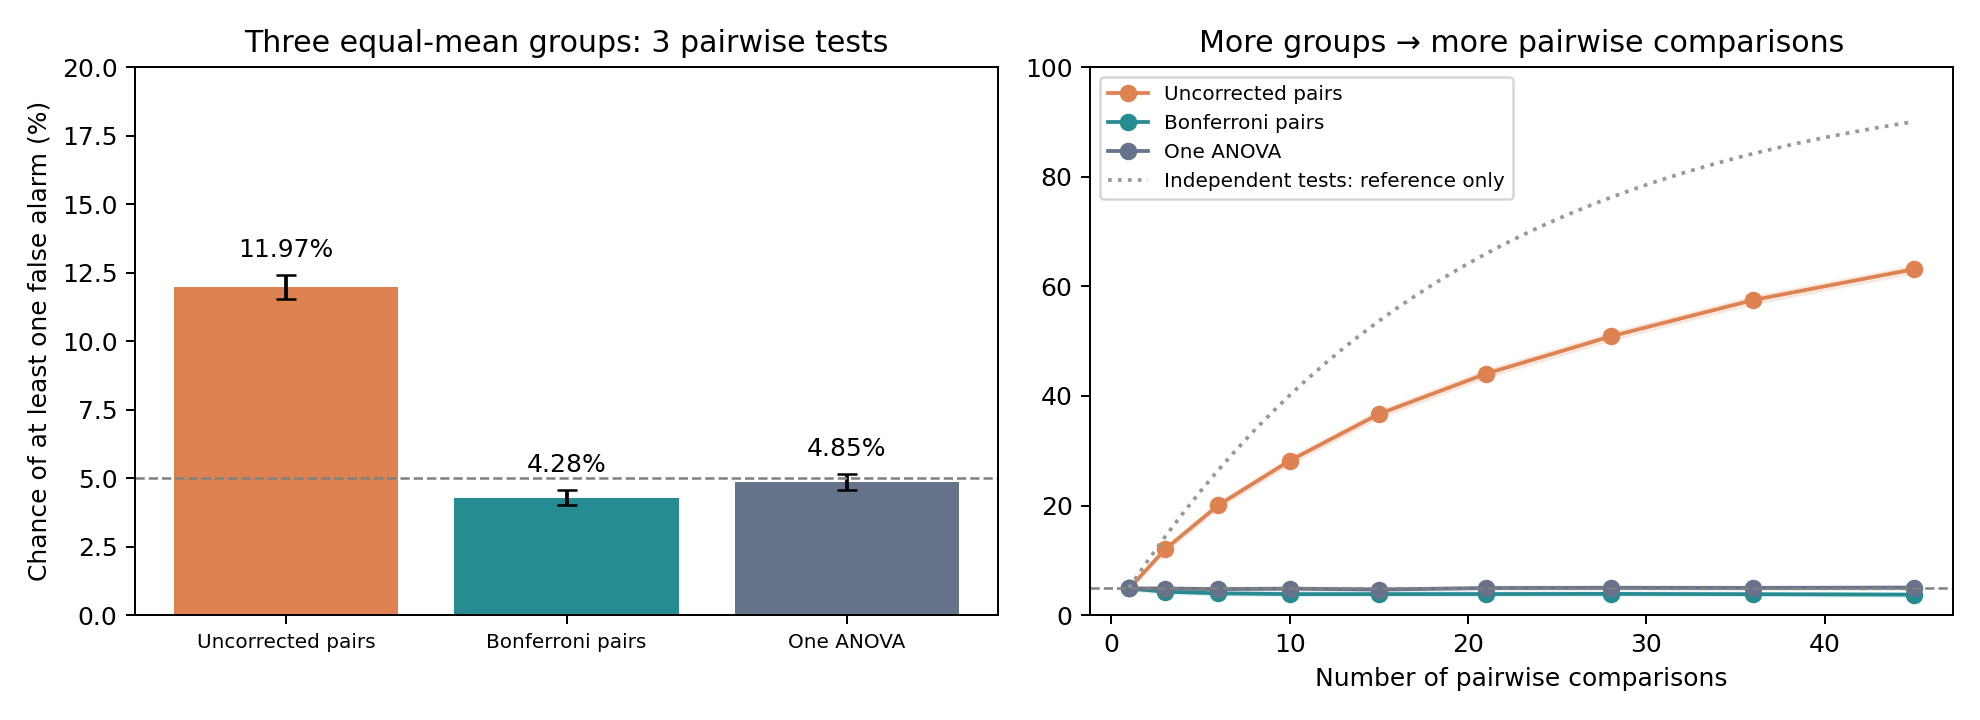 Three equal-mean groups: 3 pairwise tests
Chance of at least one false alarm (%)
20.0
17.5
15.0
12.5
10.0
7.5
5.0
2.5
0.0
11.97%
4.28%
4.85%
Uncorrected pairs
Bonferroni pairs
One ANOVA
More groups → more pairwise comparisons
100
80
60
40
20
0
Uncorrected pairs
Bonferroni pairs
One ANOVA
Independent tests: reference only
0
10
20
30
40
Number of pairwise comparisons